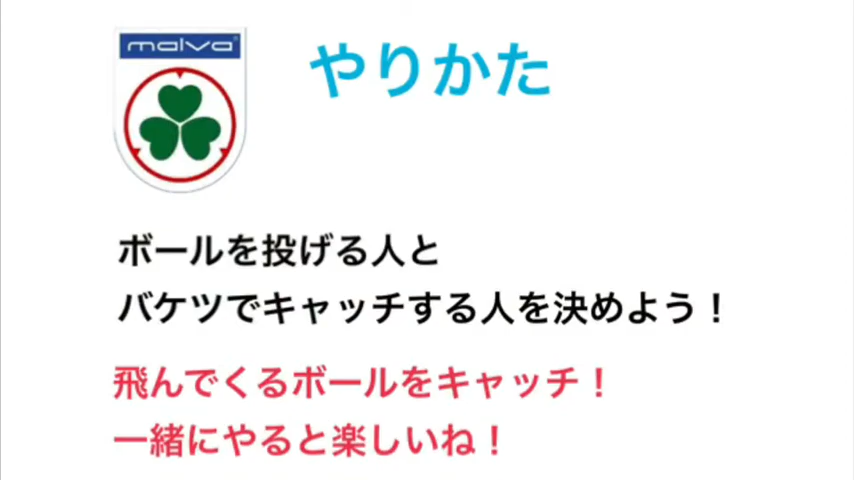 malva
やりかた
ボールを投げる人と
バケツでキャッチする人を決めよう！
飛んでくるボールをキャッチ！
一緒にやると楽しいね！